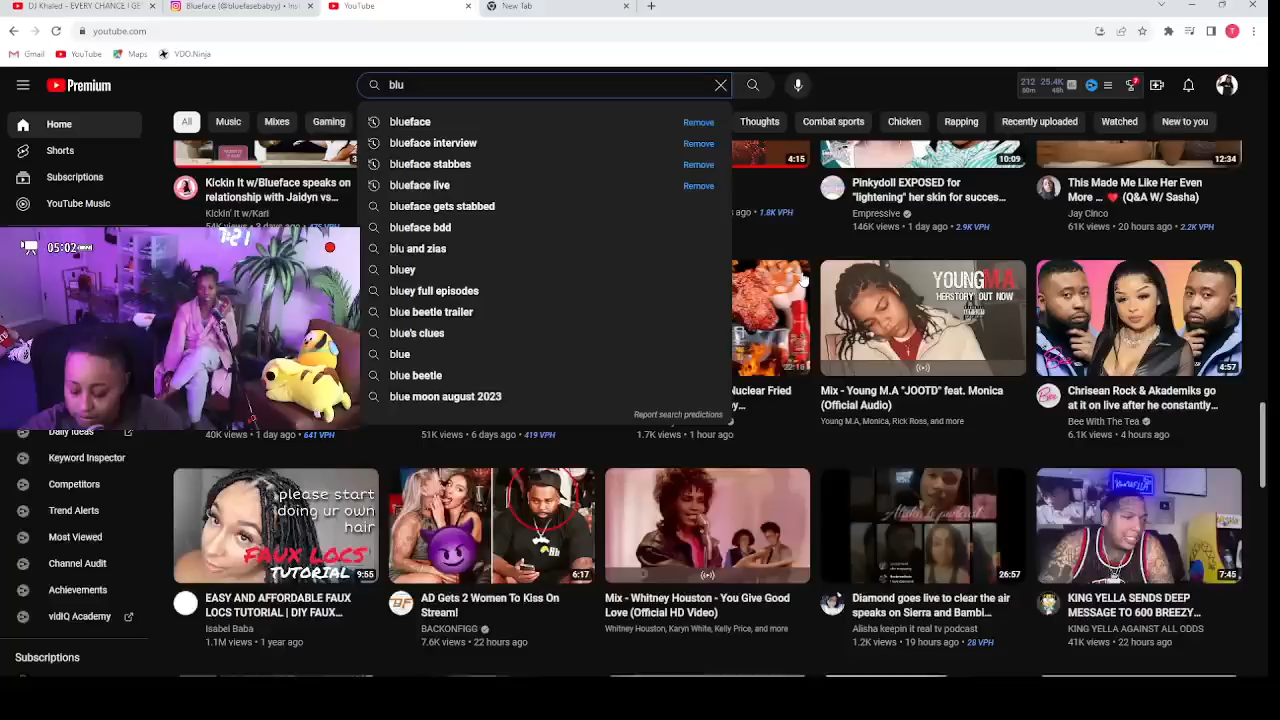 DJ Khaled - EVERY CHANCE I GE
Blueface (@bluefasebabyy) • Ins
YouTube
New Tab
youtube.com
Gmail
YouTube
Maps
VDO.Ninja
Premium
blu
212
60m
25.4K
48h
7
T
Home
Shorts
Subscriptions
YouTube Music
All
Music
Mixes
Gaming
Thoughts
Combat sports
Chicken
Rapping
Recently uploaded
Watched
New to you
blueface
Remove
blueface interview
Remove
blueface stabbes
Remove
blueface live
Remove
blueface gets stabbed
blueface bdd
blu and zias
bluey
bluey full episodes
blue beetle trailer
blue's clues
blue
blue beetle
blue moon august 2023
Report search predictions
4:15
10:09
12:34
Kickin It w/Blueface speaks on
relationship with Jaidyn vs...
Kickin' It w/Kari
s ago • 1.8K VPH
Pinkydoll EXPOSED for
"lightening" her skin for succes...
Empressive
146K views • 1 day ago • 2.9K VPH
This Made Me Like Her Even
More ... ❤️ (Q&A W/ Sasha)
Jay Cinco
61K views • 20 hours ago • 2.2K VPH
05:02
7:21
22:18
YOUNG M.A
HERSTORY OUT NOW
4:57
Bee
Nuclear Fried
Mix - Young M.A "JOOTD" feat. Monica
(Official Audio)
Young M.A, Monica, Rick Ross, and more
Chrisean Rock & Akademiks go
at it on live after he constantly...
Bee With The Tea
6.1K views • 4 hours ago
40K views • 1 day ago • 641 VPH
51K views • 6 days ago • 419 VPH
1.7K views • 1 hour ago
Daily Ideas
Keyword Inspector
Competitors
Trend Alerts
Most Viewed
Channel Audit
Achievements
vidIQ Academy
Subscriptions
please start
doing ur own
hair
FAUX LOCS
TUTORIAL
9:55
6:17
26:57
7:45
EASY AND AFFORDABLE FAUX
LOCS TUTORIAL | DIY FAUX...
Isabel Baba
1.1M views • 1 year ago
AD Gets 2 Women To Kiss On
Stream!
BACKONFIGG
7.6K views • 22 hours ago
Mix - Whitney Houston - You Give Good
Love (Official HD Video)
Whitney Houston, Karyn White, Kelly Price, and more
Diamond goes live to clear the air
speaks on Sierra and Bambi...
Alisha keepin it real tv podcast
1.2K views • 19 hours ago • 28 VPH
KING YELLA SENDS DEEP
MESSAGE TO 600 BREEZY...
KING YELLA AGAINST ALL ODDS
41K views • 22 hours ago